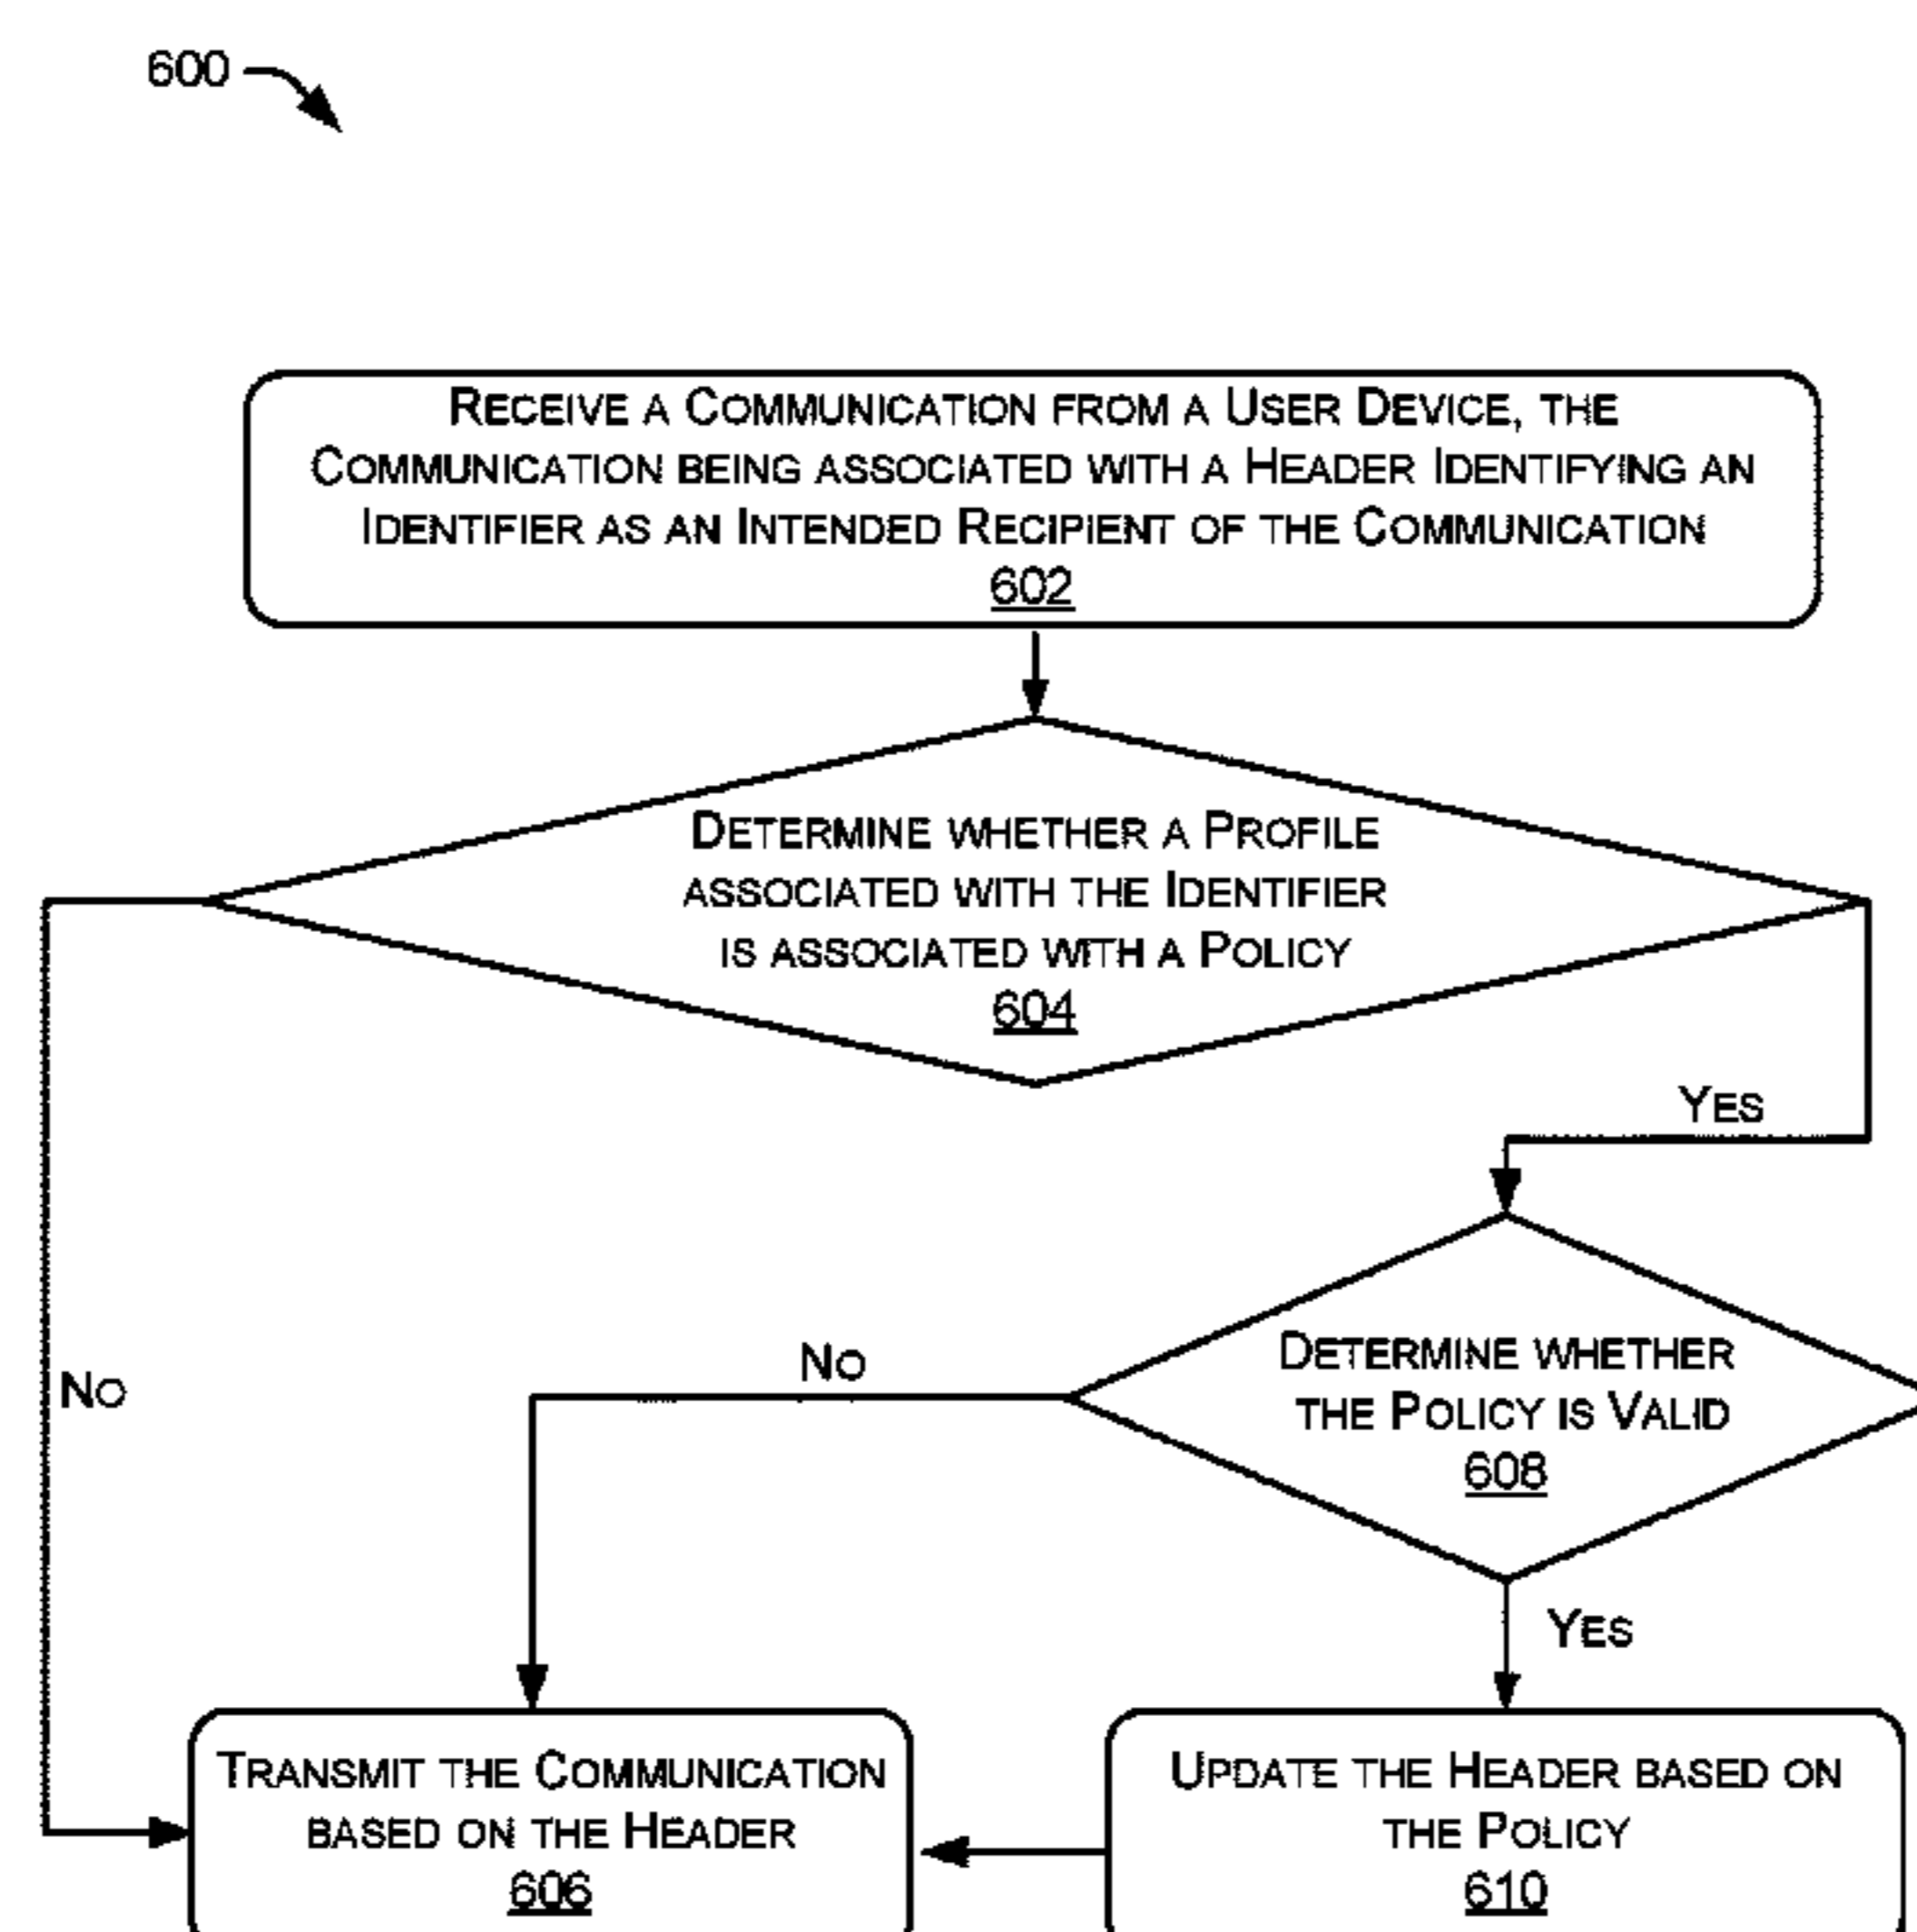 600
RECEIVE A COMMUNICATION FROM A USER DEVICE, THE
COMMUNICATION BEING ASSOCIATED WITH A HEADER IDENTIFYING AN
IDENTIFIER AS AN INTENDED RECIPIENT OF THE COMMUNICATION
602
DETERMINE WHETHER A PROFILE
ASSOCIATED WITH THE IDENTIFIER
IS ASSOCIATED WITH A POLICY
604
YES
NO
DETERMINE WHETHER
THE POLICY IS VALID
608
NO
YES
TRANSMIT THE COMMUNICATION
BASED ON THE HEADER
606
UPDATE THE HEADER BASED ON
THE POLICY
610